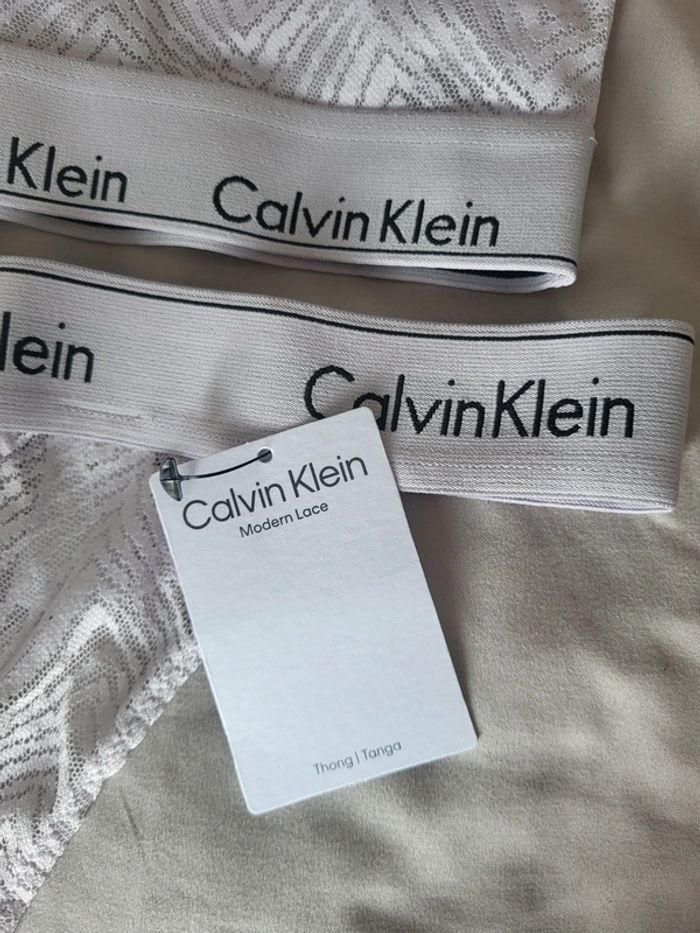 Klein Calvin Klein
lein Calvin Klein
Calvin Klein
Modern Lace
Thong | Tanga